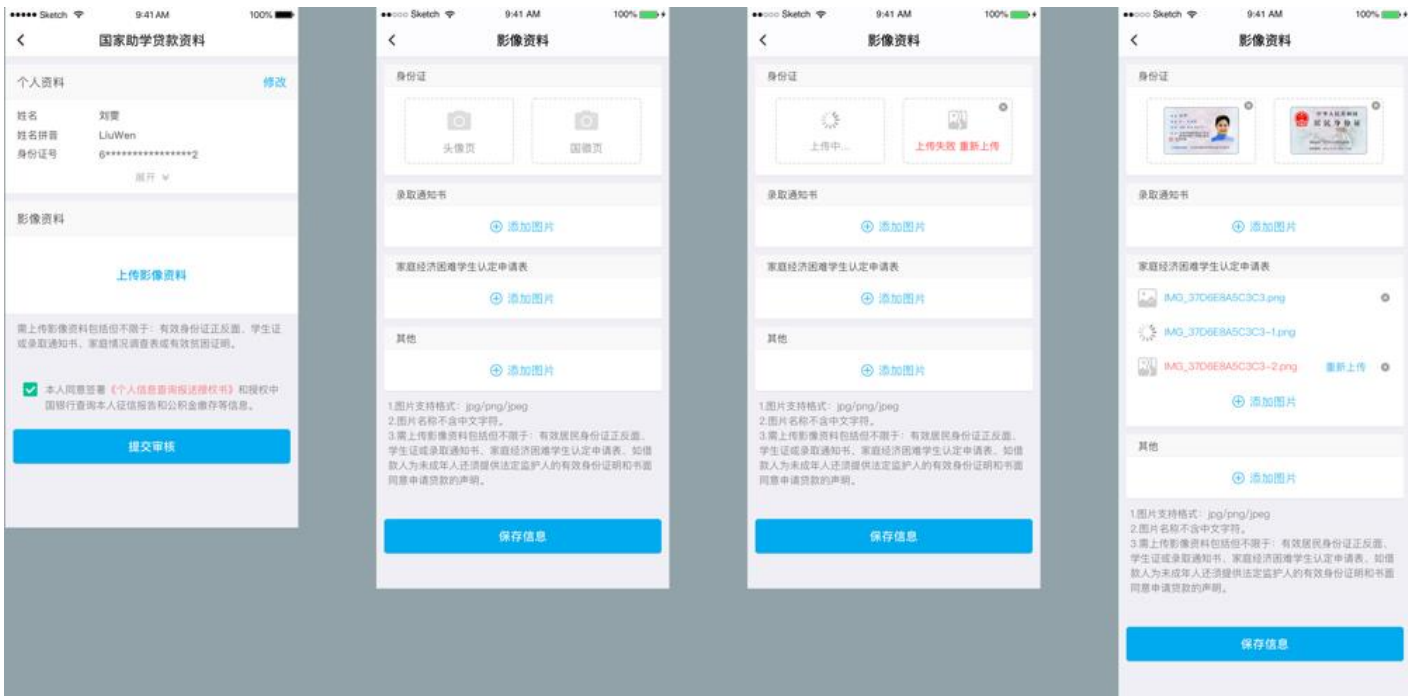 Sketch 9:41 AM 100%
国家助学贷款资料
个人资料 修改
姓名 刘雯
姓名拼音 LiuWen
身份证号 6****************2
展开
影像资料
上传影像资料
需上传影像资料包括但不限于：有效身份证正反面、学生证
或录取通知书、家庭情况调查表或有效贫困证明。
本人同意签署《个人信息查询报送授权书》和授权中
国银行查询本人征信报告和公积金缴存等信息。
提交审核
Sketch 9:41 AM 100%
影像资料
身份证
头像页 国徽页
录取通知书
添加图片
家庭经济困难学生认定申请表
添加图片
其他
添加图片
1.图片支持格式：jpg/png/jpeg
2.图片名称不含中文字符。
3.需上传影像资料包括但不限于：有效居民身份证正反面、
学生证或录取通知书、家庭经济困难学生认定申请表、如借
款人为未成年人还须提供法定监护人的有效身份证明和书面
同意申请贷款的声明。
保存信息
Sketch 9:41 AM 100%
影像资料
身份证
上传中... 上传失败 重新上传
录取通知书
添加图片
家庭经济困难学生认定申请表
添加图片
其他
添加图片
1.图片支持格式：jpg/png/jpeg
2.图片名称不含中文字符。
3.需上传影像资料包括但不限于：有效居民身份证正反面、
学生证或录取通知书、家庭经济困难学生认定申请表、如借
款人为未成年人还须提供法定监护人的有效身份证明和书面
同意申请贷款的声明。
保存信息
Sketch 9:41 AM 100%
影像资料
身份证
中华人民共和国
居民身份证
录取通知书
添加图片
家庭经济困难学生认定申请表
IMG_37D6E8A5C3C3.png
IMG_37D6E8A5C3C3-1.png
IMG_37D6E8A5C3C3-2.png 重新上传
添加图片
其他
添加图片
1.图片支持格式：jpg/png/jpeg
2.图片名称不含中文字符。
3.需上传影像资料包括但不限于：有效居民身份证正反面、
学生证或录取通知书、家庭经济困难学生认定申请表、如借
款人为未成年人还须提供法定监护人的有效身份证明和书面
同意申请贷款的声明。
保存信息